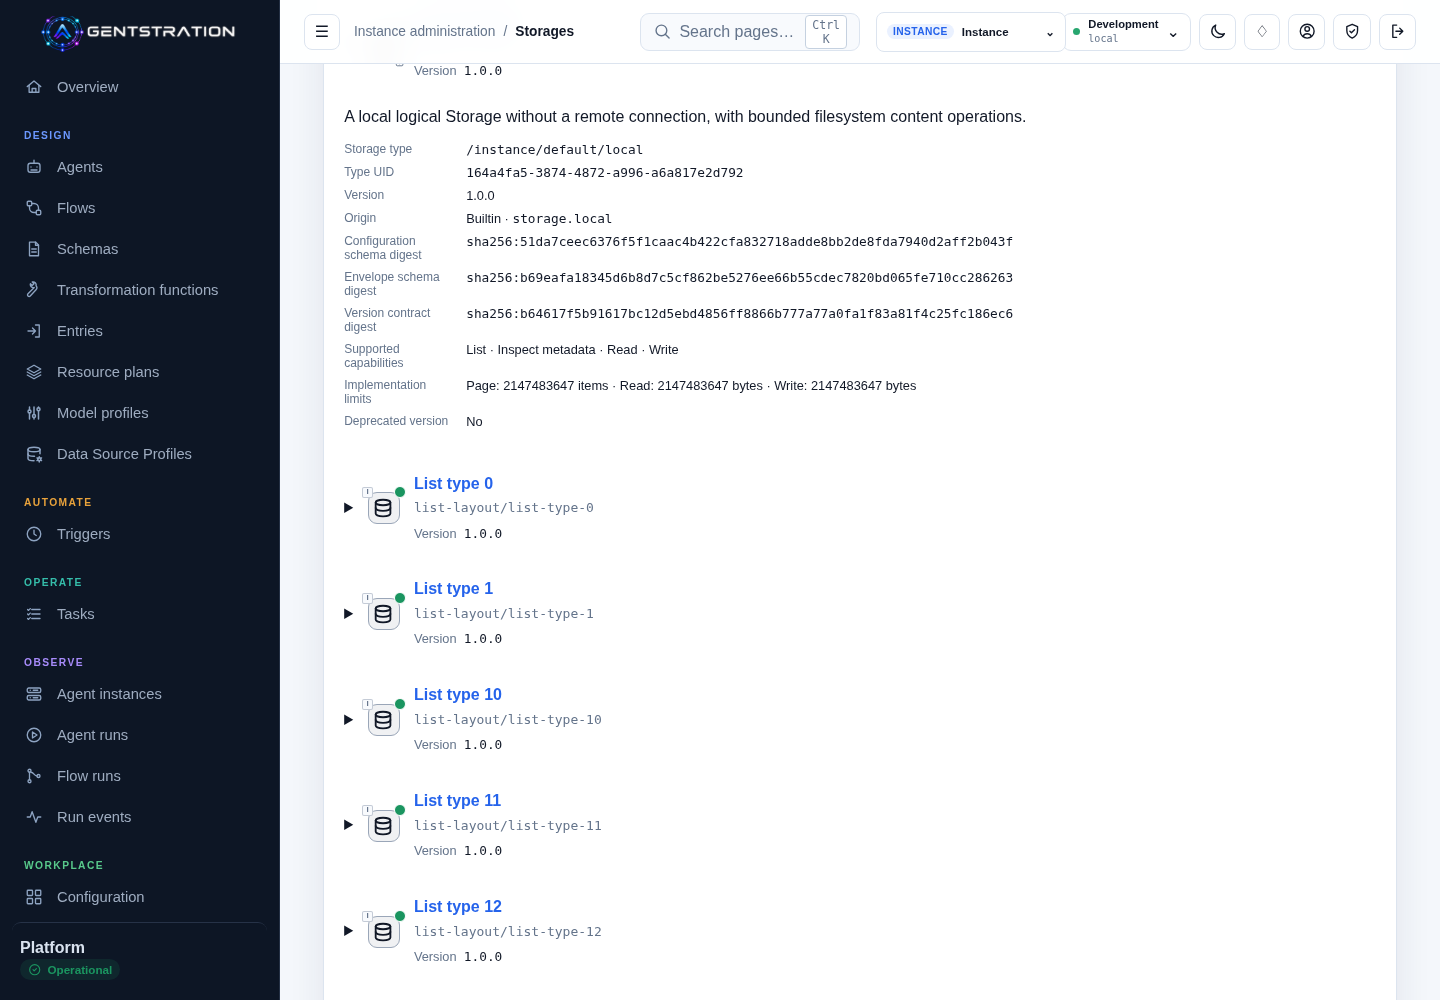 GENTSTRATION
Overview
DESIGN
Agents
Flows
Schemas
Transformation functions
Entries
Resource plans
Model profiles
Data Source Profiles
AUTOMATE
Triggers
OPERATE
Tasks
OBSERVE
Agent instances
Agent runs
Flow runs
Run events
WORKPLACE
Configuration
Platform
Operational
Instance administration / Storages
Search pages… Ctrl K
INSTANCE Instance
Development
local
Version 1.0.0
A local logical Storage without a remote connection, with bounded filesystem content operations.
Storage type /instance/default/local
Type UID 164a4fa5-3874-4872-a996-a6a817e2d792
Version 1.0.0
Origin Builtin · storage.local
Configuration schema digest sha256:51da7ceec6376f5f1caac4b422cfa832718adde8bb2de8fda7940d2aff2b043f
Envelope schema digest sha256:b69eafa18345d6b8d7c5cf862be5276ee66b55cdec7820bd065fe710cc286263
Version contract digest sha256:b64617f5b91617bc12d5ebd4856ff8866b777a77a0fa1f83a81f4c25fc186ec6
Supported capabilities List · Inspect metadata · Read · Write
Implementation limits Page: 2147483647 items · Read: 2147483647 bytes · Write: 2147483647 bytes
Deprecated version No
List type 0
I
list-layout/list-type-0
Version 1.0.0
List type 1
I
list-layout/list-type-1
Version 1.0.0
List type 10
I
list-layout/list-type-10
Version 1.0.0
List type 11
I
list-layout/list-type-11
Version 1.0.0
List type 12
I
list-layout/list-type-12
Version 1.0.0